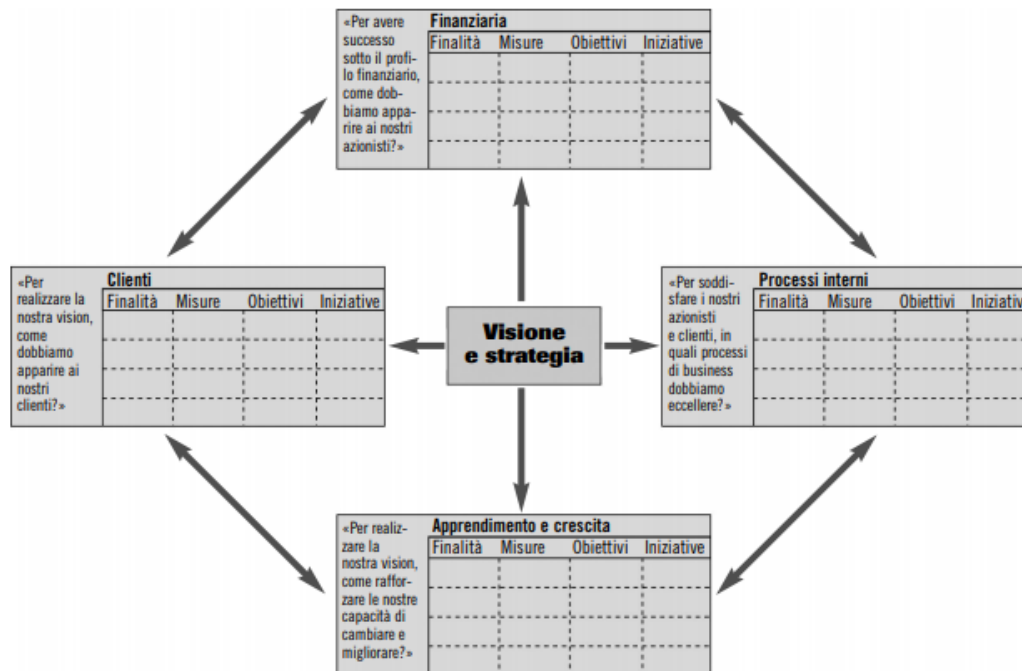 «Per avere
successo
sotto il profi-
lo finanziario,
come dob-
biamo appa-
rire ai nostri
azionisti?»
Finanziaria
Finalità Misure Obiettivi Iniziative
«Per
realizzare la
nostra vision,
come
dobbiamo
apparire ai
nostri
clienti?»
Clienti
Finalità Misure Obiettivi Iniziative
Visione
e strategia
«Per soddi-
sfare i nostri
azionisti
e clienti, in
quali processi
di business
dobbiamo
eccellere?»
Processi interni
Finalità Misure Obiettivi Iniziativ
«Per realiz-
zare la
nostra vision,
come raffor-
zare le nostre
capacità di
cambiare e
migliorare?»
Apprendimento e crescita
Finalità Misure Obiettivi Iniziative